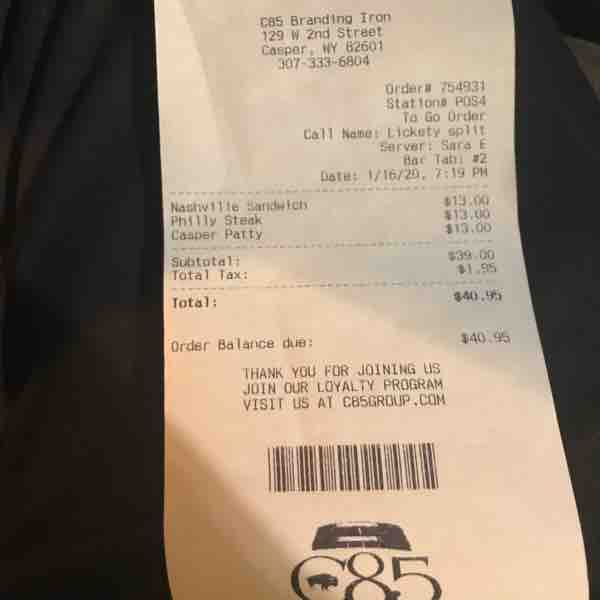 C85 Branding Iron
129 W 2nd Street
Casper, WY 82601
307-333-6804
Order# 754931
Station# POS4
To Go Order
Call Name: Lickety split
Server: Sara E
Bar Tab: #2
Date: 1/16/20, 7:19 PM
Nashville Sandwich $13.00
Philly Steak $13.00
Casper Patty $13.00
Subtotal: $39.00
Total Tax: $1.95
Total: $40.95
Order Balance due: $40.95
THANK YOU FOR JOINING US
JOIN OUR LOYALTY PROGRAM
VISIT US AT C85GROUP.COM
C85